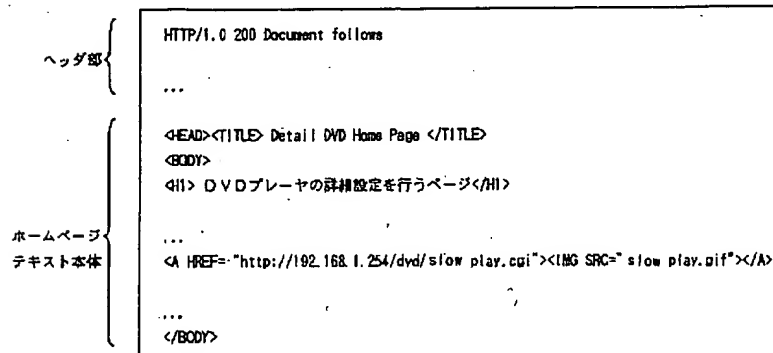 ヘッダ部
HTTP/1.0 200 Document follows
...
ホームページ
テキスト本体
<HEAD><TITLE> Detail DVD Home Page </TITLE>
<BODY>
<H1> DVDプレーヤの詳細設定を行うページ</H1>
...
<A HREF="http://192.168.1.254/dvd/slow play.cgi"><IMG SRC="slow play.gif"></A>
...
</BODY>